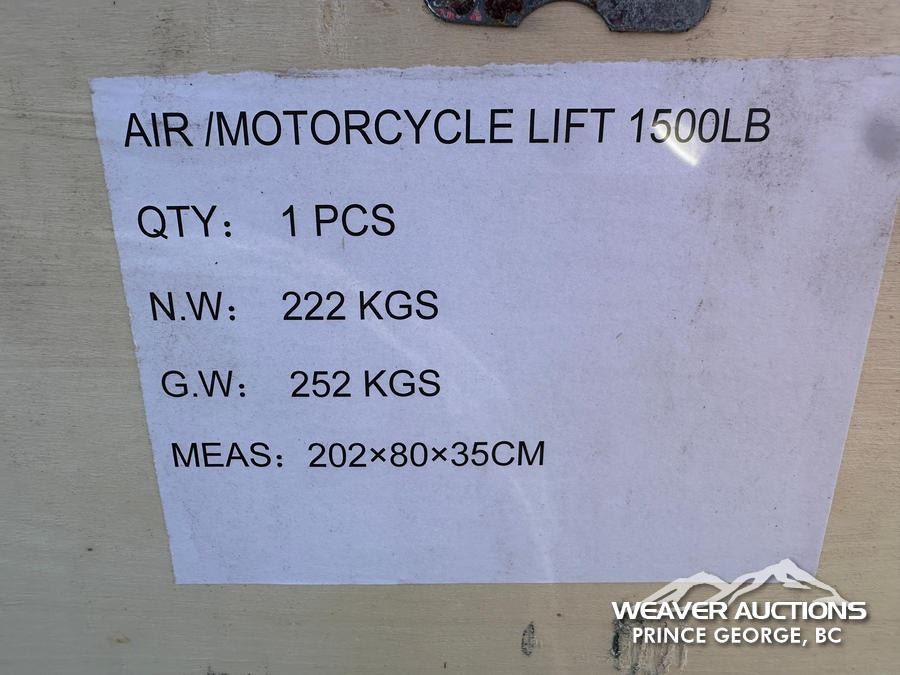 AIR /MOTORCYCLE LIFT 1500LB
QTY： 1 PCS
N.W： 222 KGS
G.W： 252 KGS
MEAS：202×80×35CM
WEAVER AUCTIONS
PRINCE GEORGE, BC